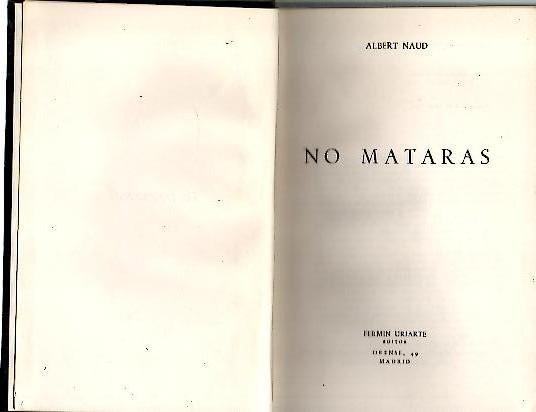 ALBERT NAUD
NO MATARAS
FERMIN URIARTE
EDITOR
ORENSE, 49
MADRID